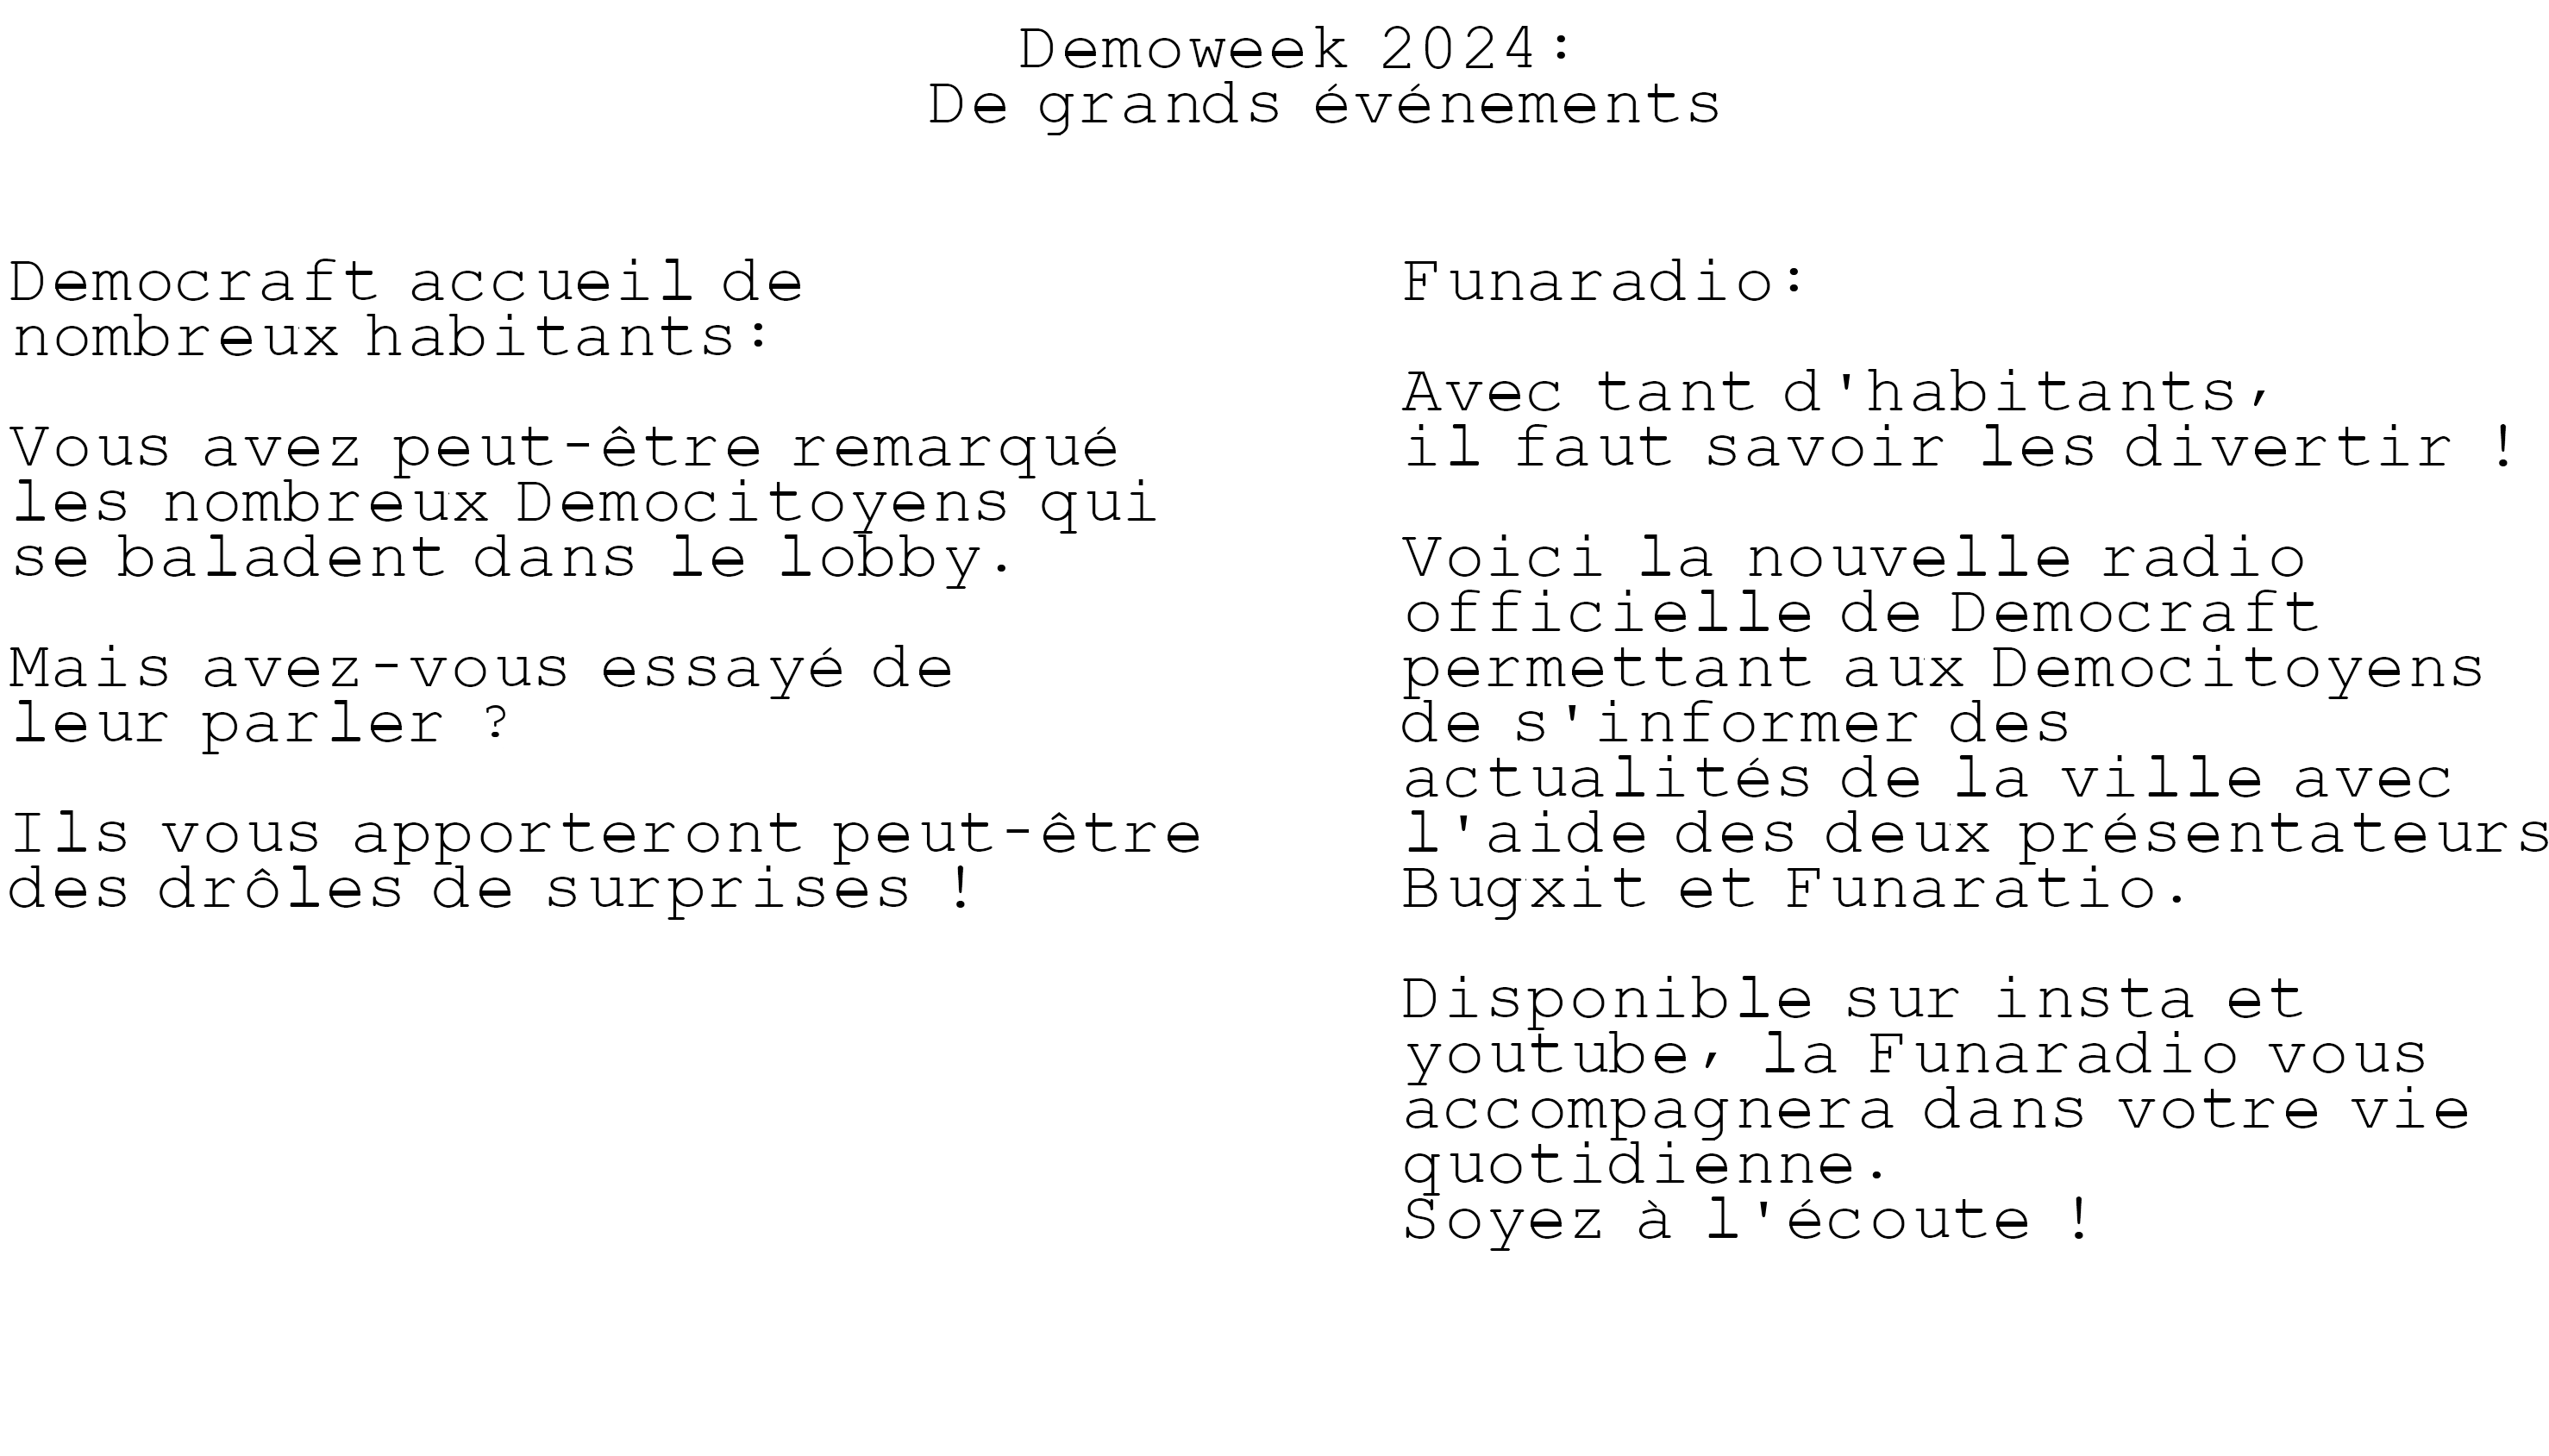 Demoweek 2024:
De grands événements
Democraft accueil de
nombreux habitants:
Vous avez peut-être remarqué
les nombreux Democitoyens qui
se baladent dans le lobby.
Mais avez-vous essayé de
leur parler ?
Ils vous apporteront peut-être
des drôles de surprises !
Funaradio:
Avec tant d'habitants,
il faut savoir les divertir !
Voici la nouvelle radio
officielle de Democraft
permettant aux Democitoyens
de s'informer des
actualités de la ville avec
l'aide des deux présentateurs
Bugxit et Funaratio.
Disponible sur insta et
youtube, la Funaradio vous
accompagnera dans votre vie
quotidienne.
Soyez à l'écoute !